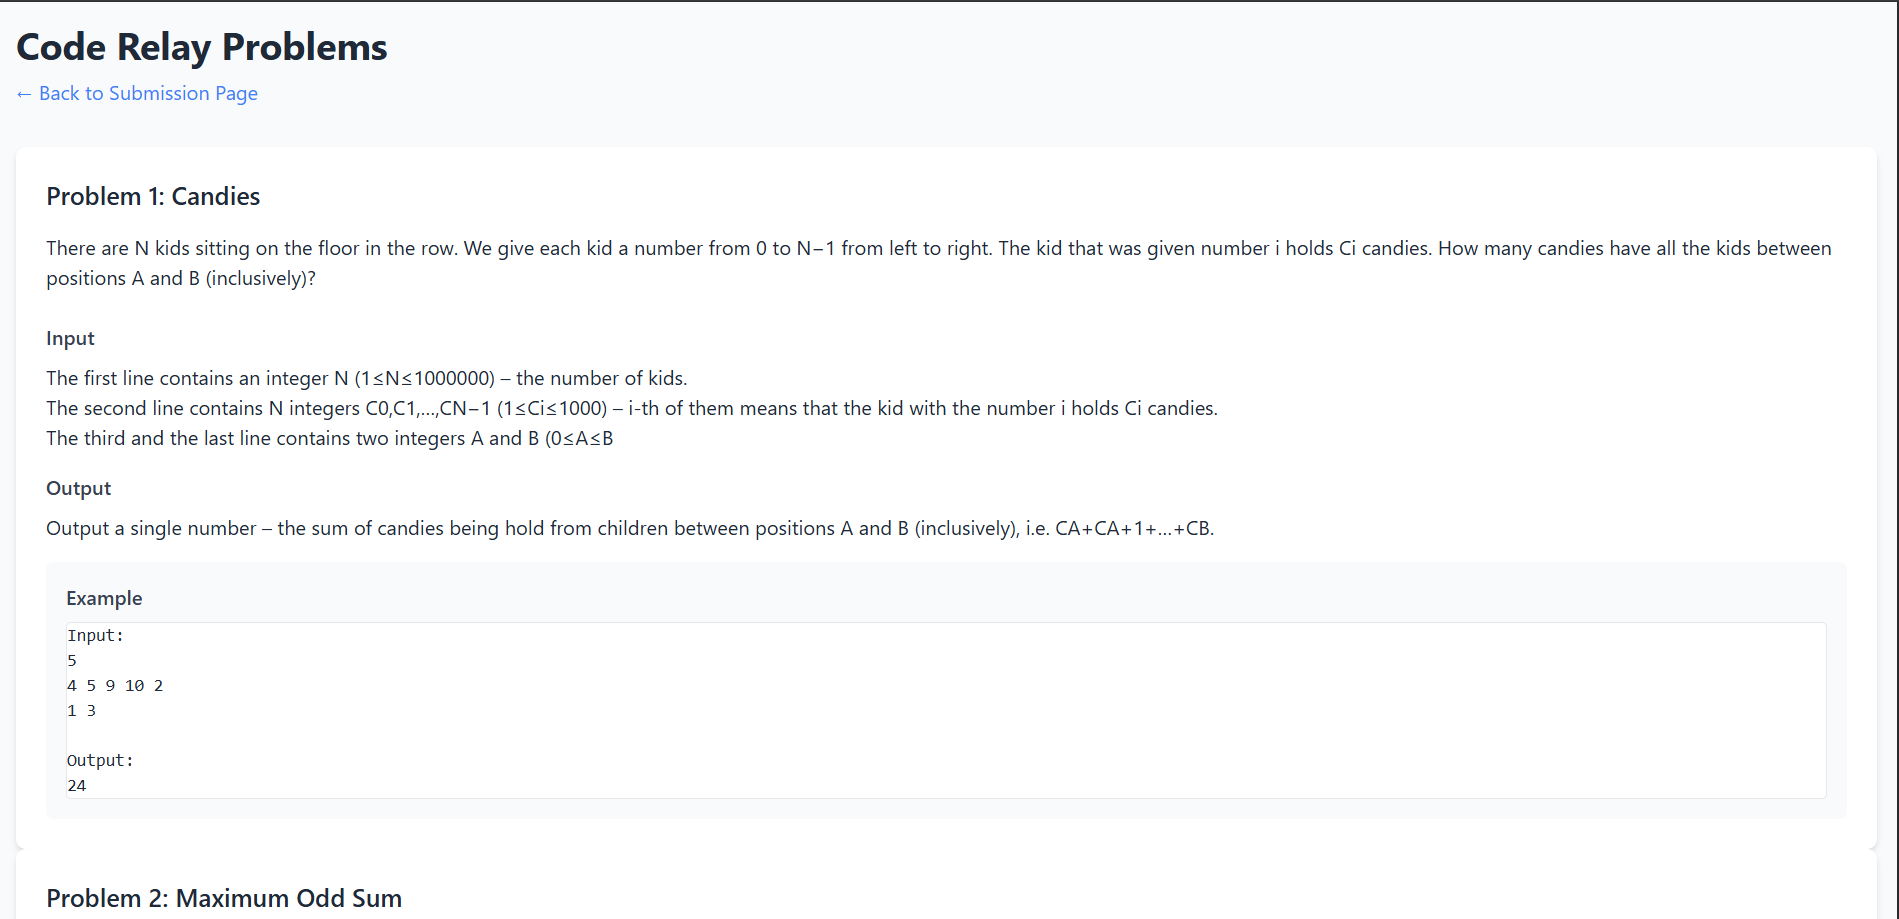 Code Relay Problems
← Back to Submission Page
Problem 1: Candies
There are N kids sitting on the floor in the row. We give each kid a number from 0 to N−1 from left to right. The kid that was given number i holds Ci candies. How many candies have all the kids between
positions A and B (inclusively)?
Input
The first line contains an integer N (1≤N≤1000000) – the number of kids.
The second line contains N integers C0,C1,…,CN−1 (1≤Ci≤1000) – i-th of them means that the kid with the number i holds Ci candies.
The third and the last line contains two integers A and B (0≤A≤B
Output
Output a single number – the sum of candies being hold from children between positions A and B (inclusively), i.e. CA+CA+1+…+CB.
Example
Input:
5
4 5 9 10 2
1 3
Output:
24
Problem 2: Maximum Odd Sum